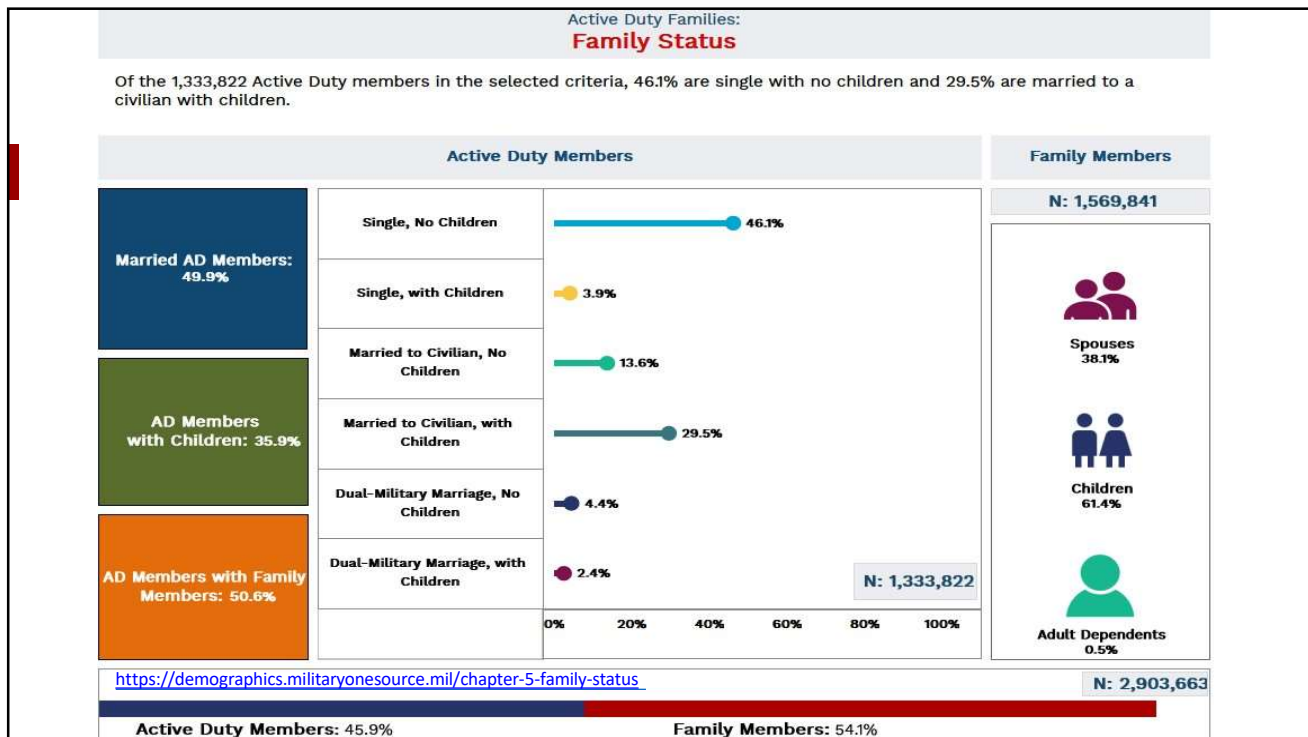 Active Duty Families:
Family Status
Of the 1,333,822 Active Duty members in the selected criteria, 46.1% are single with no children and 29.5% are married to a
civilian with children.
Active Duty Members
Family Members
Married AD Members:
49.9%
AD Members
with Children: 35.9%
AD Members with Family
Members: 50.6%
Single, No Children
46.1%
Single, with Children
3.9%
Married to Civilian, No
Children
13.6%
Married to Civilian, with
Children
29.5%
Dual-Military Marriage, No
Children
4.4%
Dual-Military Marriage, with
Children
2.4%
N: 1,333,822
0% 20% 40% 60% 80% 100%
N: 1,569,841
Spouses
38.1%
Children
61.4%
Adult Dependents
0.5%
https://demographics.militaryonesource.mil/chapter-5-family-status
N: 2,903,663
Active Duty Members: 45.9%
Family Members: 54.1%